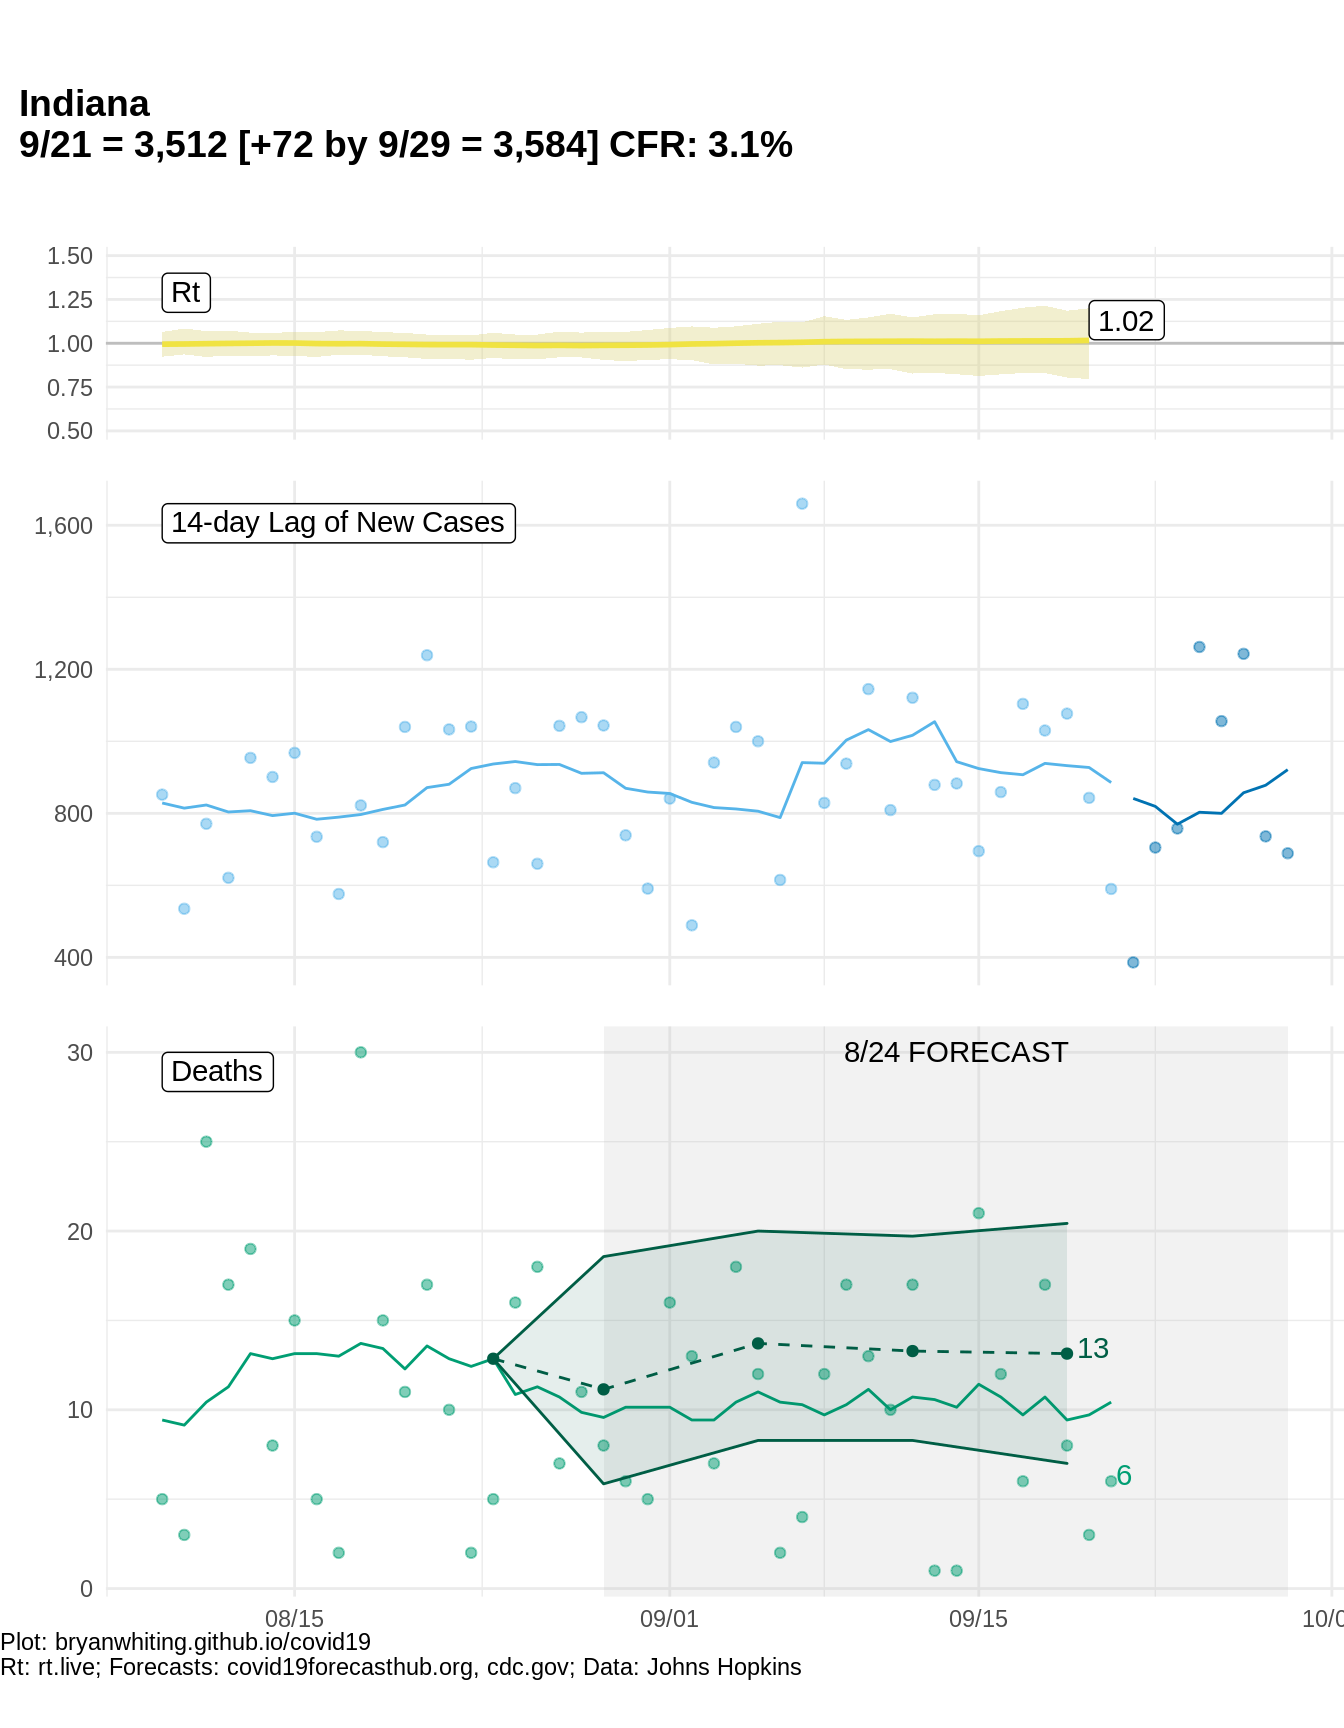 Indiana
9/21 = 3,512 [+72 by 9/29 = 3,584] CFR: 3.1%
1.50
Rt
1.25
1.02
1.00
0.75
0.50
14-day Lag of New Cases
1,600
1,200
800
400
8/24 FORECAST
30
Deaths
20
13
10
6
0
08/15
09/01
09/15
10/0
Plot: bryanwhiting.github.io/covid19
Rt: rt.live; Forecasts: covid19forecasthub.org, cdc.gov; Data: Johns Hopkins